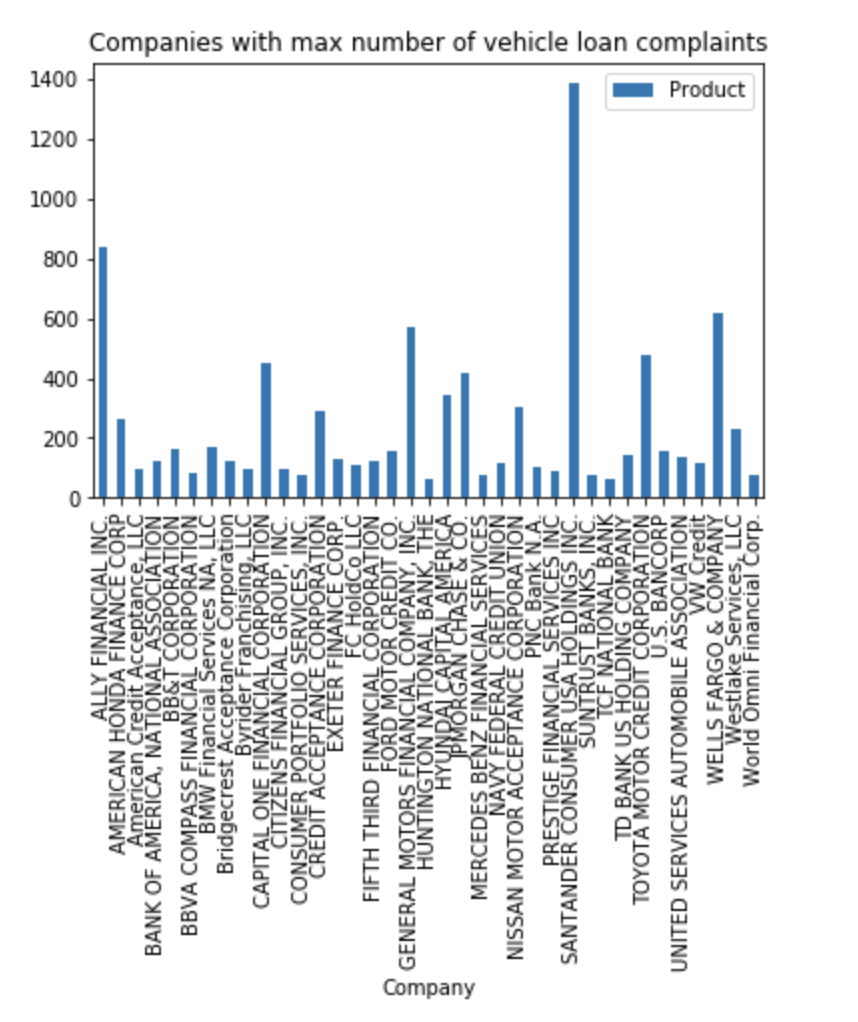 Companies with max number of vehicle loan complaints
Product
1400
1200
1000
800
600
400
200
0
ALLY FINANCIAL INC.
AMERICAN HONDA FINANCE CORP
American Credit Acceptance, LLC
BANK OF AMERICA, NATIONAL ASSOCIATION
BB&T CORPORATION
BBVA COMPASS FINANCIAL CORPORATION
BMW Financial Services NA, LLC
Bridgecrest Acceptance Corporation
Byrider Franchising, LLC
CAPITAL ONE FINANCIAL CORPORATION
CITIZENS FINANCIAL GROUP, INC.
CONSUMER PORTFOLIO SERVICES, INC.
CREDIT ACCEPTANCE CORPORATION
EXETER FINANCE CORP.
FC HoldCo LLC
FIFTH THIRD FINANCIAL CORPORATION
FORD MOTOR CREDIT CO.
GENERAL MOTORS FINANCIAL COMPANY, INC.
HUNTINGTON NATIONAL BANK, THE
HYUNDAI CAPITAL AMERICA
JPMORGAN CHASE & CO.
MERCEDES BENZ FINANCIAL SERVICES
NAVY FEDERAL CREDIT UNION
NISSAN MOTOR ACCEPTANCE CORPORATION
PNC Bank N.A.
PRESTIGE FINANCIAL SERVICES INC
SANTANDER CONSUMER USA HOLDINGS INC.
SUNTRUST BANKS, INC.
TCF NATIONAL BANK
TD BANK US HOLDING COMPANY
TOYOTA MOTOR CREDIT CORPORATION
U.S. BANCORP
UNITED SERVICES AUTOMOBILE ASSOCIATION
VW Credit
WELLS FARGO & COMPANY
Westlake Services, LLC
World Omni Financial Corp.
Company